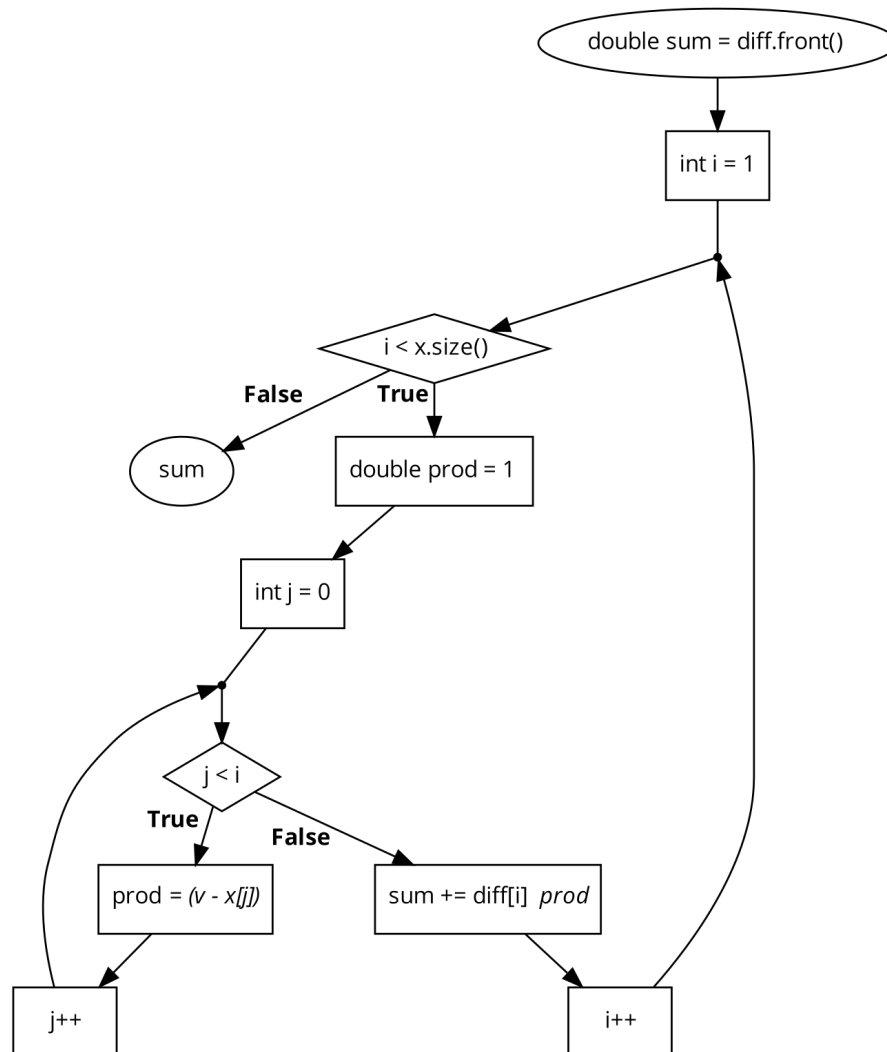 double sum = diff.front()
int i = 1
i < x.size()
False
True
sum
double prod = 1
int j = 0
j < i
True
False
prod = (v - x[j])
sum += diff[i] prod
j++
i++